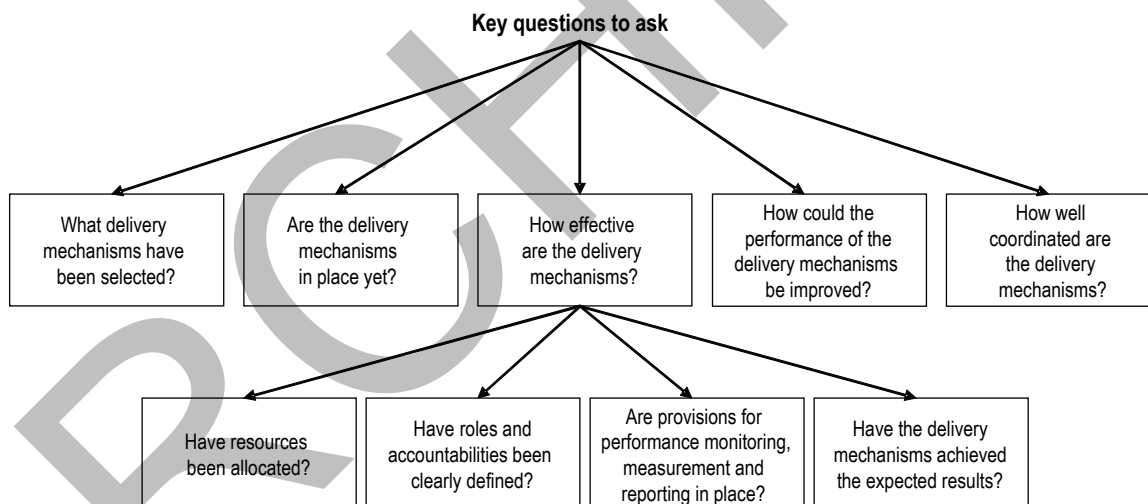 Key questions to ask
What delivery
mechanisms have
been selected?
Are the delivery
mechanisms
in place yet?
How effective
are the delivery
mechanisms?
How could the
performance of the
delivery mechanisms
be improved?
How well
coordinated are
the delivery
mechanisms?
Have resources
been allocated?
Have roles and
accountabilities been
clearly defined?
Are provisions for
performance monitoring,
measurement and
reporting in place?
Have the delivery
mechanisms achieved
the expected results?